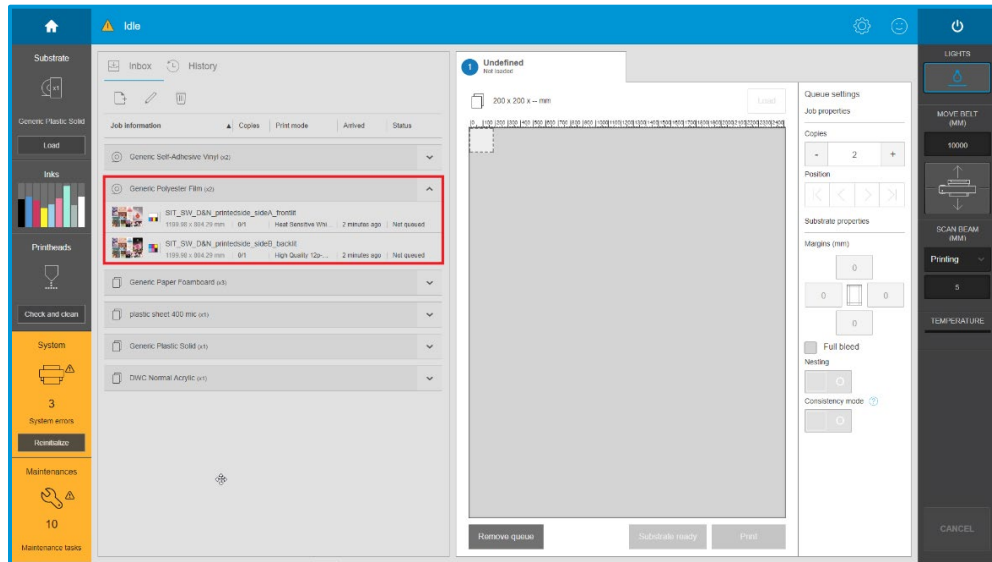 Idle
Substrate
x1
Generic Plastic Solid
Load
Inks
Printheads
Check and clean
System
3
System errors
Reinitialize
Maintenances
10
Maintenance tasks
Inbox
History
Job information
Copies
Print mode
Arrived
Status
Generic Self-Adhesive Vinyl (x2)
Generic Polyester Film (x2)
SIT_SW_D&N_printedside_sideA_frontlit
1199.98 x 884.29 mm 0/1 Heat Sensitive Whi... 2 minutes ago Not queued
SIT_SW_D&N_printedside_sideB_backlit
1199.98 x 884.29 mm 0/1 High Quality 12p-... 2 minutes ago Not queued
Generic Paper Foamboard (x3)
plastic sheet 400 mic (x1)
Generic Plastic Solid (x1)
DWC Normal Acrylic (x1)
1
Undefined
Not loaded
200 x 200 x -- mm
Load
Remove queue
Substrate ready
Print
Queue settings
Job properties
Copies
- 2 +
Position
Substrate properties
Margins (mm)
0
0 0
0
Full bleed
Nesting
Consistency mode ?
LIGHTS
MOVE BELT
(MM)
10000
SCAN BEAM
(MM)
Printing
5
TEMPERATURE
CANCEL